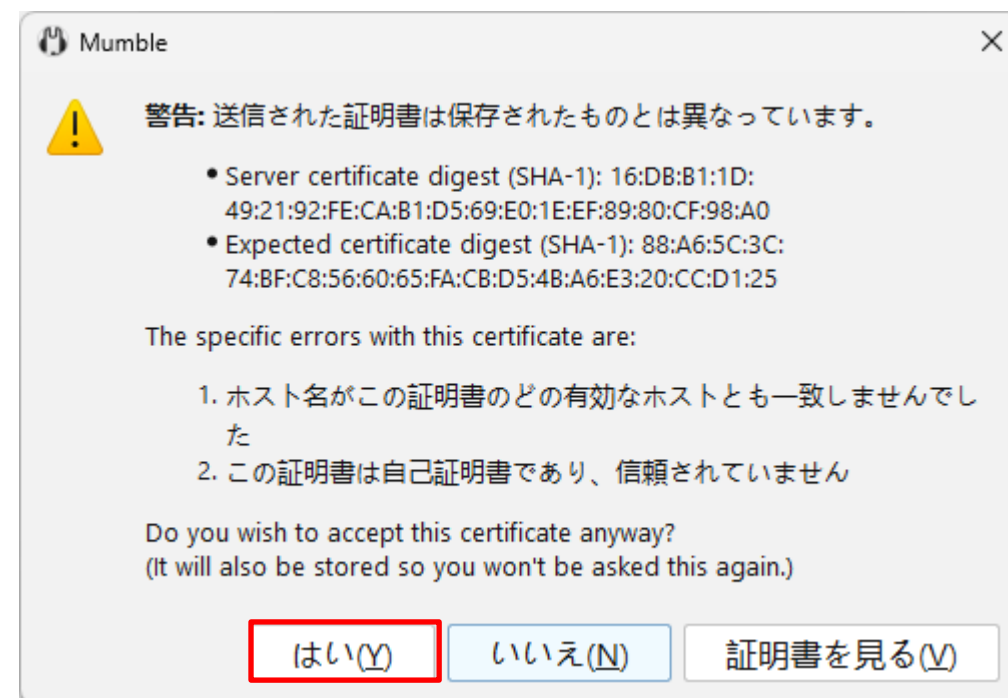 Mumble
警告: 送信された証明書は保存されたものとは異なっています。
• Server certificate digest (SHA-1): 16:DB:B1:1D:
49:21:92:FE:CA:B1:D5:69:E0:1E:EF:89:80:CF:98:A0
• Expected certificate digest (SHA-1): 88:A6:5C:3C:
74:BF:C8:56:60:65:FA:CB:D5:4B:A6:E3:20:CC:D1:25
The specific errors with this certificate are:
1. ホスト名がこの証明書のどの有効なホストとも一致しませんでし
た
2. この証明書は自己証明書であり、信頼されていません
Do you wish to accept this certificate anyway?
(It will also be stored so you won't be asked this again.)
はい(Y) いいえ(N) 証明書を見る(V)